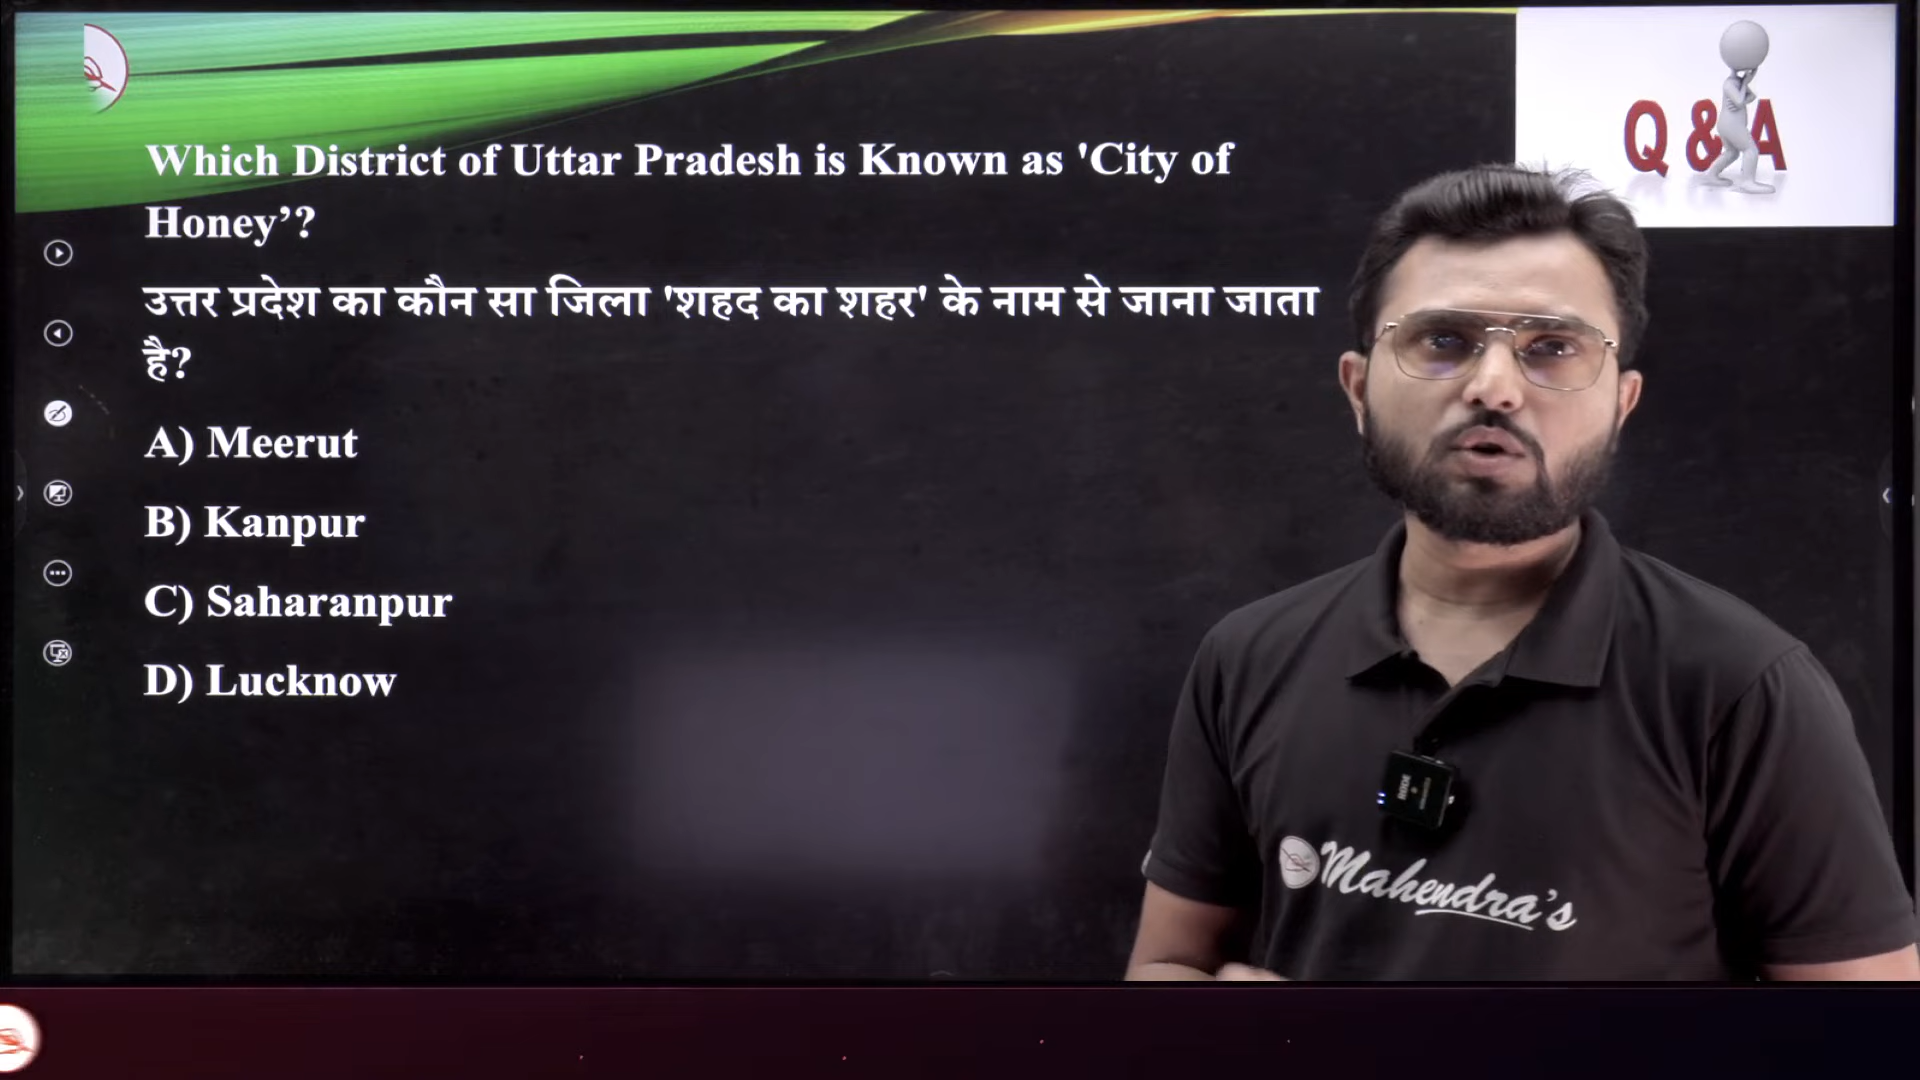 Which District of Uttar Pradesh is Known as 'City of
Honey’?
उत्तर प्रदेश का कौन सा जिला 'शहद का शहर' के नाम से जाना जाता
है?
A) Meerut
B) Kanpur
C) Saharanpur
D) Lucknow
Q & A
RØDE
Mahendra's